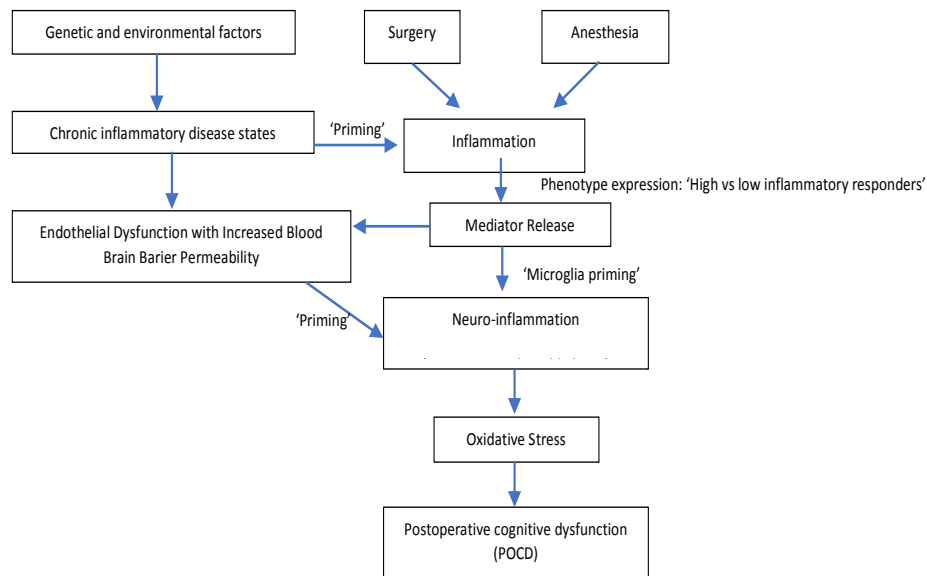 Genetic and environmental factors
Surgery
Anesthesia
Chronic inflammatory disease states
'Priming'
Inflammation
Phenotype expression: 'High vs low inflammatory responders'
Endothelial Dysfunction with Increased Blood
Brain Barier Permeability
Mediator Release
'Microglia priming'
'Priming'
Neuro-inflammation
Oxidative Stress
Postoperative cognitive dysfunction
(POCD)